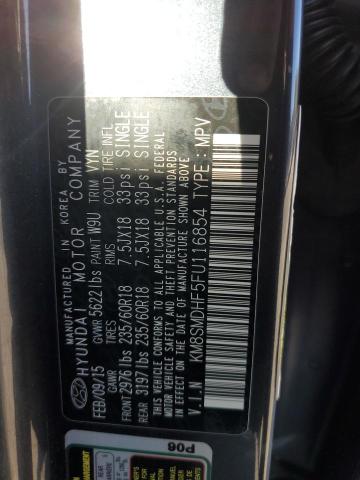 MANUFACTURED IN KOREA BY
HYUNDAI MOTOR COMPANY
FEB/09/15 GVWR 5622 lbs PAINT W9U TRIM VYN
GAWR TIRES RIMS COLD TIRE INFL
FRONT 2976 lbs 235/60R18 7.5JX18 33psi SINGLE
REAR 3197 lbs 235/60R18 7.5JX18 33psi SINGLE
THIS VEHICLE CONFORMS TO ALL APPLICABLE U.S.A. FEDERAL
MOTOR VEHICLE SAFETY AND THEFT PREVENTION STANDARDS
IN EFFECT ON THE DATE OF MANUFACTURE SHOWN ABOVE.
V.I.N : KM8SMDHF5FU116854 TYPE : MPV
P06